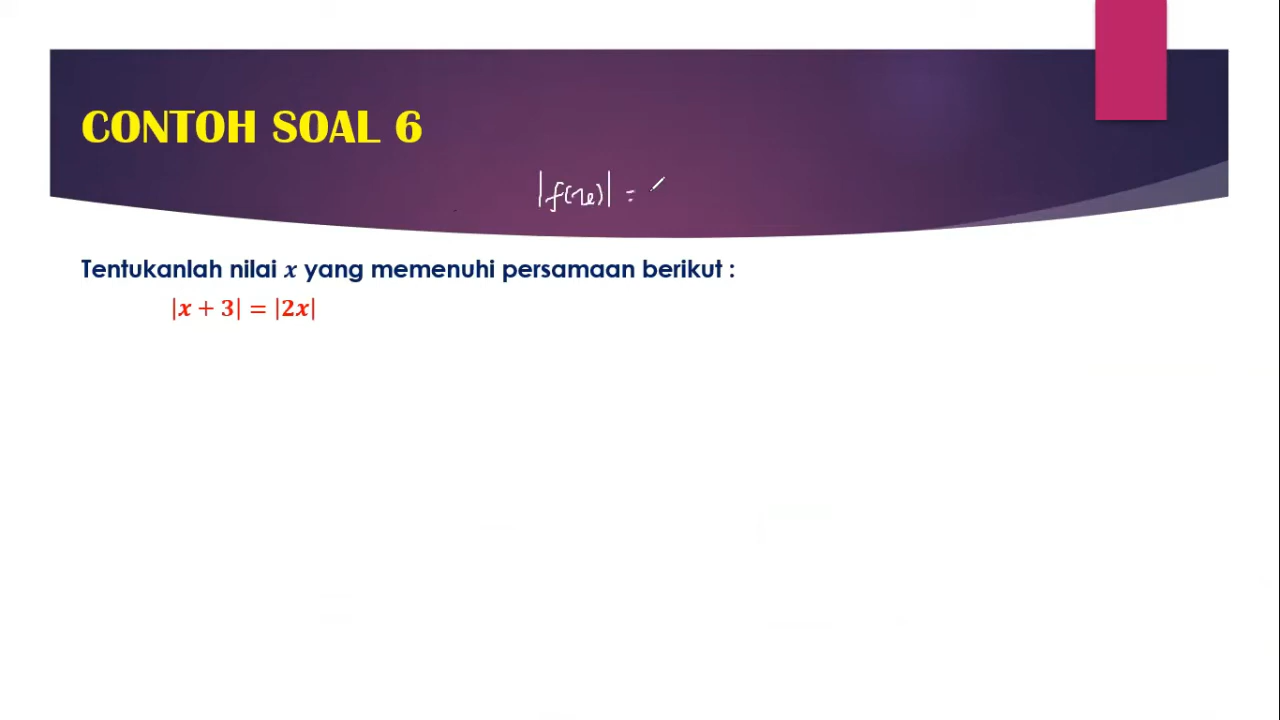 CONTOH SOAL 6
|f(x)| =
Tentukanlah nilai x yang memenuhi persamaan berikut :
|x + 3| = |2x|